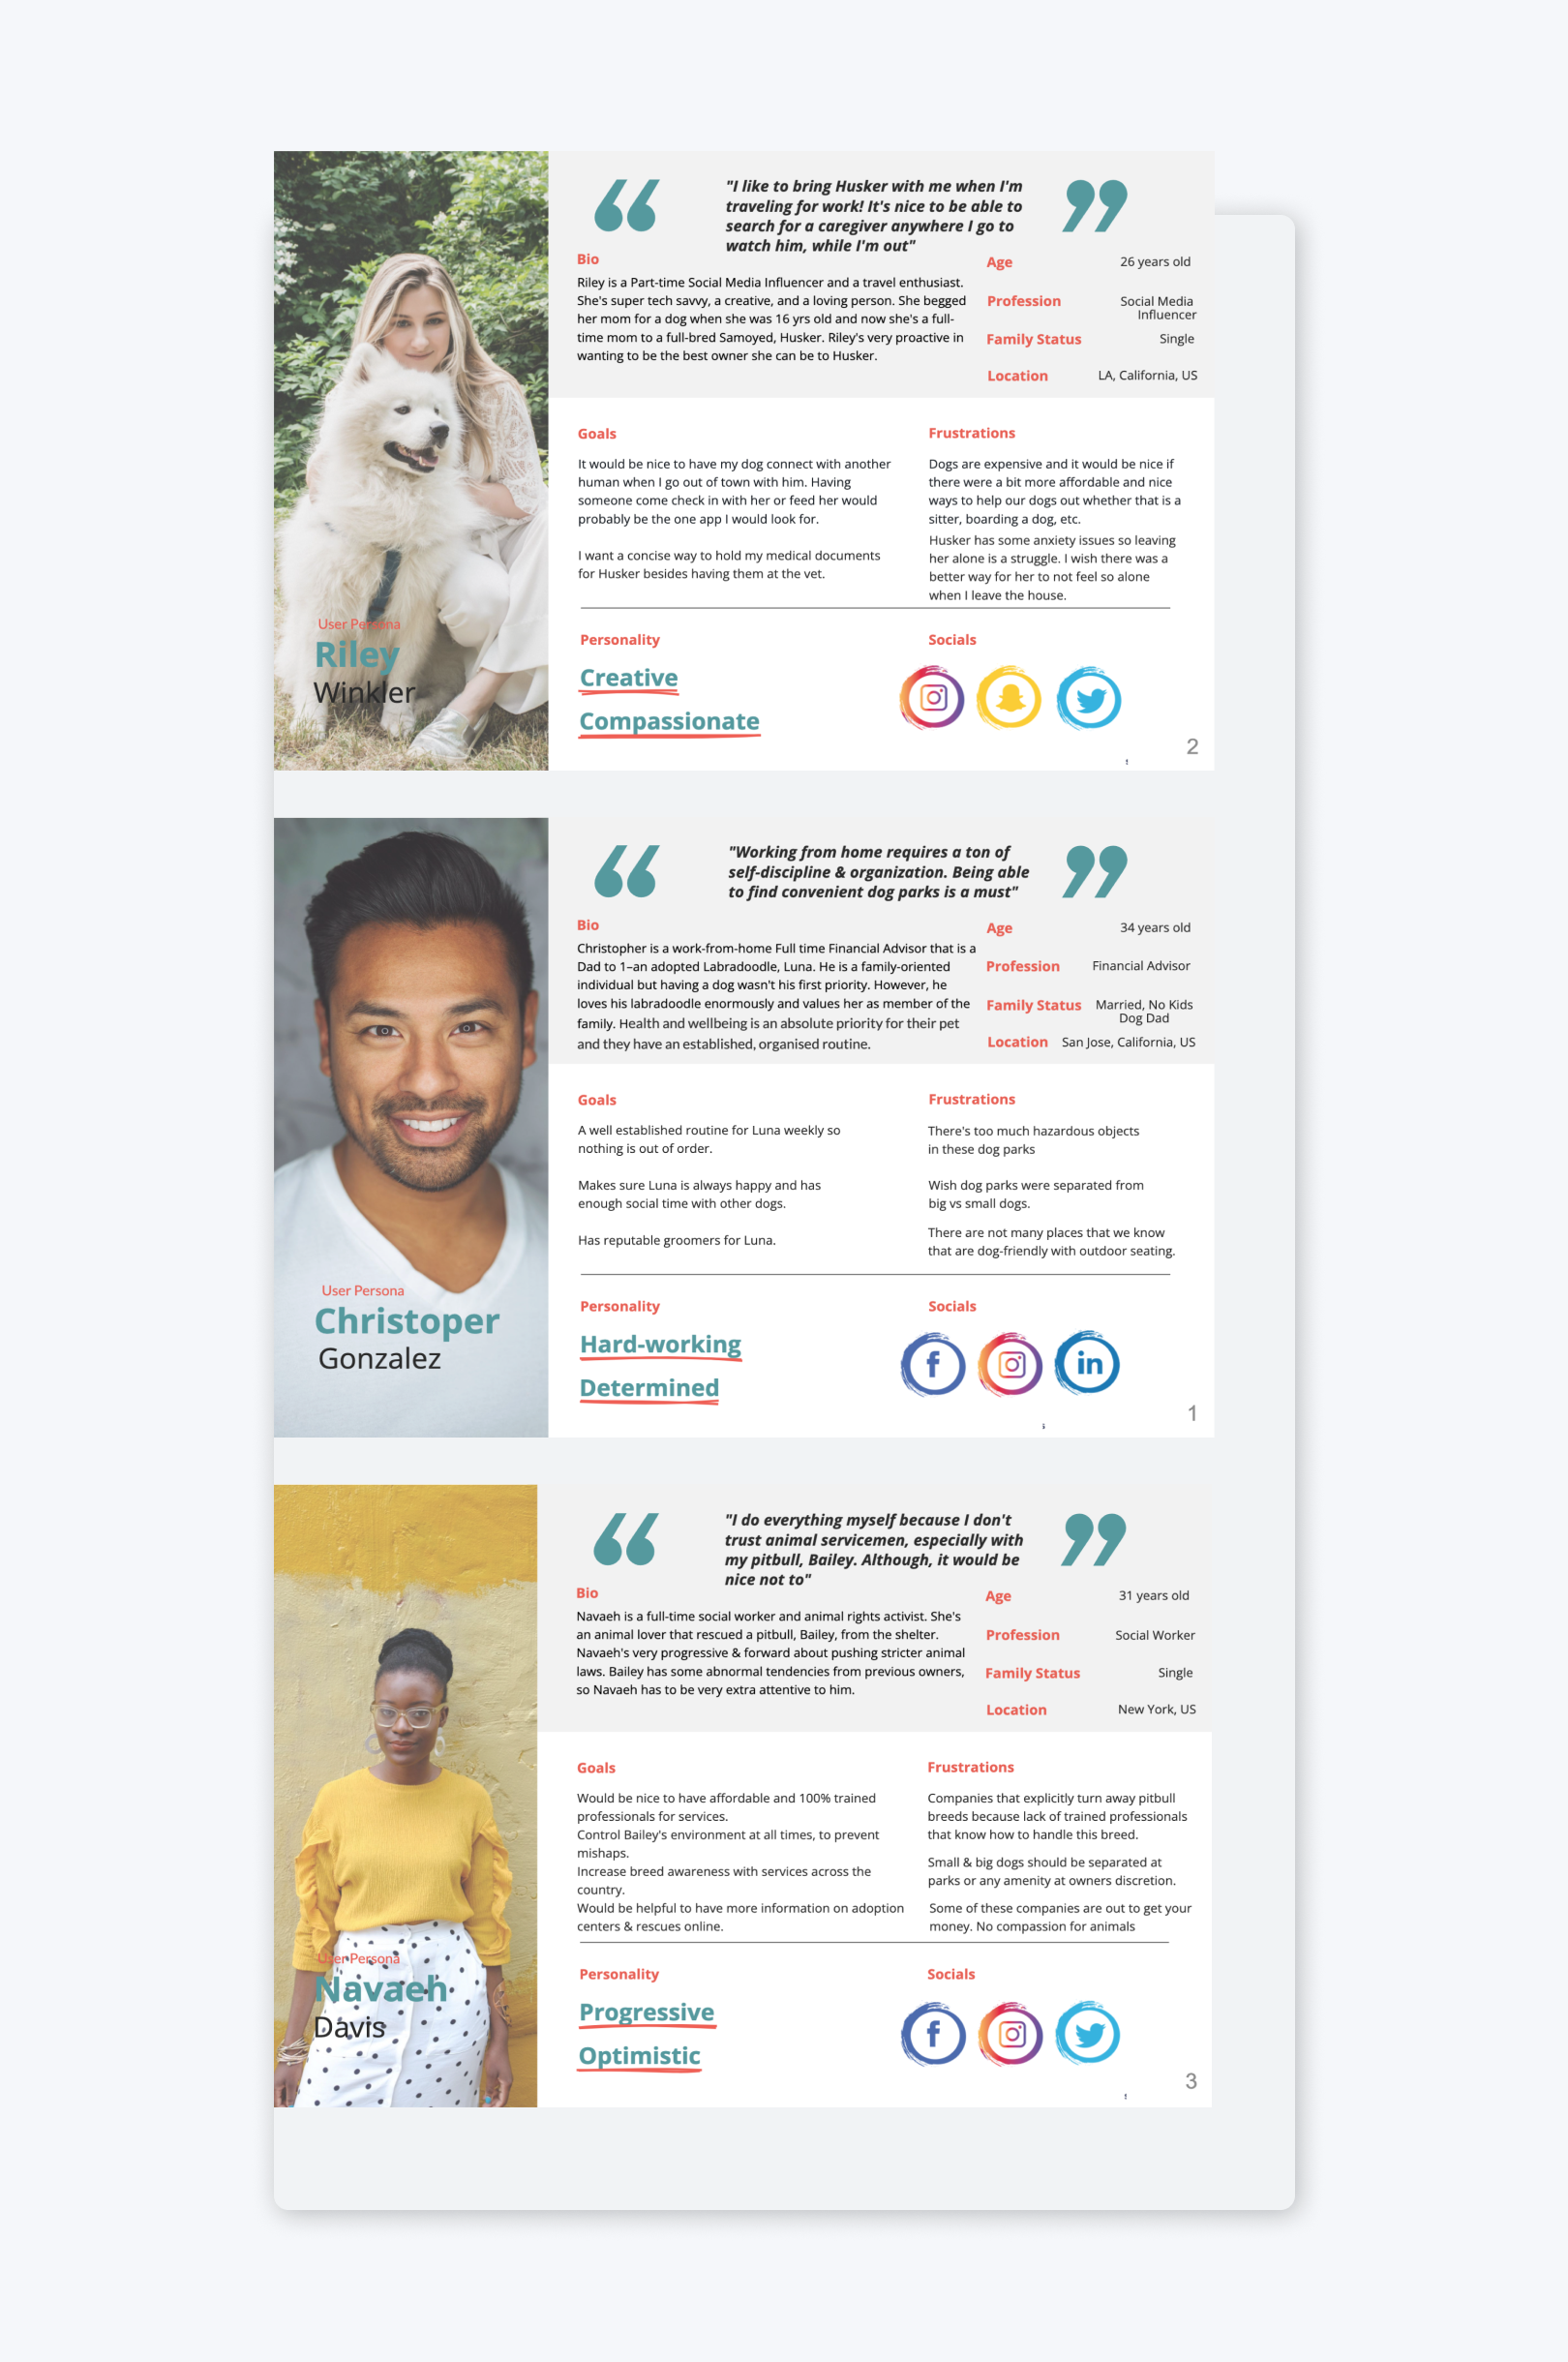 "I like to bring Husker with me when I'm
traveling for work! It's nice to be able to
search for a caregiver anywhere I go to
watch him, while I'm out"
Bio
Riley is a Part-time Social Media Influencer and a travel enthusiast.
She's super tech savvy, a creative, and a loving person. She begged
her mom for a dog when she was 16 yrs old and now she's a full-
time mom to a full-bred Samoyed, Husker. Riley's very proactive in
wanting to be the best owner she can be to Husker.
Age
26 years old
Profession
Social Media
Influencer
Family Status
Single
Location
LA, California, US
Goals
It would be nice to have my dog connect with another
human when I go out of town with him. Having
someone come check in with her or feed her would
probably be the one app I would look for.
I want a concise way to hold my medical documents
for Husker besides having them at the vet.
Frustrations
Dogs are expensive and it would be nice if
there were a bit more affordable and nice
ways to help our dogs out whether that is a
sitter, boarding a dog, etc.
Husker has some anxiety issues so leaving
her alone is a struggle. I wish there was a
better way for her to not feel so alone
when I leave the house.
User Persona
Riley
Winkler
Personality
Creative
Compassionate
Socials
2
"Working from home requires a ton of
self-discipline & organization. Being able
to find convenient dog parks is a must"
Bio
Christopher is a work-from-home Full time Financial Advisor that is a
Dad to 1–an adopted Labradoodle, Luna. He is a family-oriented
individual but having a dog wasn't his first priority. However, he
loves his labradoodle enormously and values her as member of the
family. Health and wellbeing is an absolute priority for their pet
and they have an established, organised routine.
Age
34 years old
Profession
Financial Advisor
Family Status
Married, No Kids
Dog Dad
Location
San Jose, California, US
Goals
A well established routine for Luna weekly so
nothing is out of order.
Makes sure Luna is always happy and has
enough social time with other dogs.
Has reputable groomers for Luna.
Frustrations
There's too much hazardous objects
in these dog parks
Wish dog parks were separated from
big vs small dogs.
There are not many places that we know
that are dog-friendly with outdoor seating.
User Persona
Christoper
Gonzalez
Personality
Hard-working
Determined
Socials
f
in
1
"I do everything myself because I don't
trust animal servicemen, especially with
my pitbull, Bailey. Although, it would be
nice not to"
Bio
Navaeh is a full-time social worker and animal rights activist. She's
an animal lover that rescued a pitbull, Bailey, from the shelter.
Navaeh's very progressive & forward about pushing stricter animal
laws. Bailey has some abnormal tendencies from previous owners,
so Navaeh has to be very extra attentive to him.
Age
31 years old
Profession
Social Worker
Family Status
Single
Location
New York, US
Goals
Would be nice to have affordable and 100% trained
professionals for services.
Control Bailey's environment at all times, to prevent
mishaps.
Increase breed awareness with services across the
country.
Would be helpful to have more information on adoption
centers & rescues online.
Frustrations
Companies that explicitly turn away pitbull
breeds because lack of trained professionals
that know how to handle this breed.
Small & big dogs should be separated at
parks or any amenity at owners discretion.
Some of these companies are out to get your
money. No compassion for animals
User Persona
Navaeh
Davis
Personality
Progressive
Optimistic
Socials
f
3